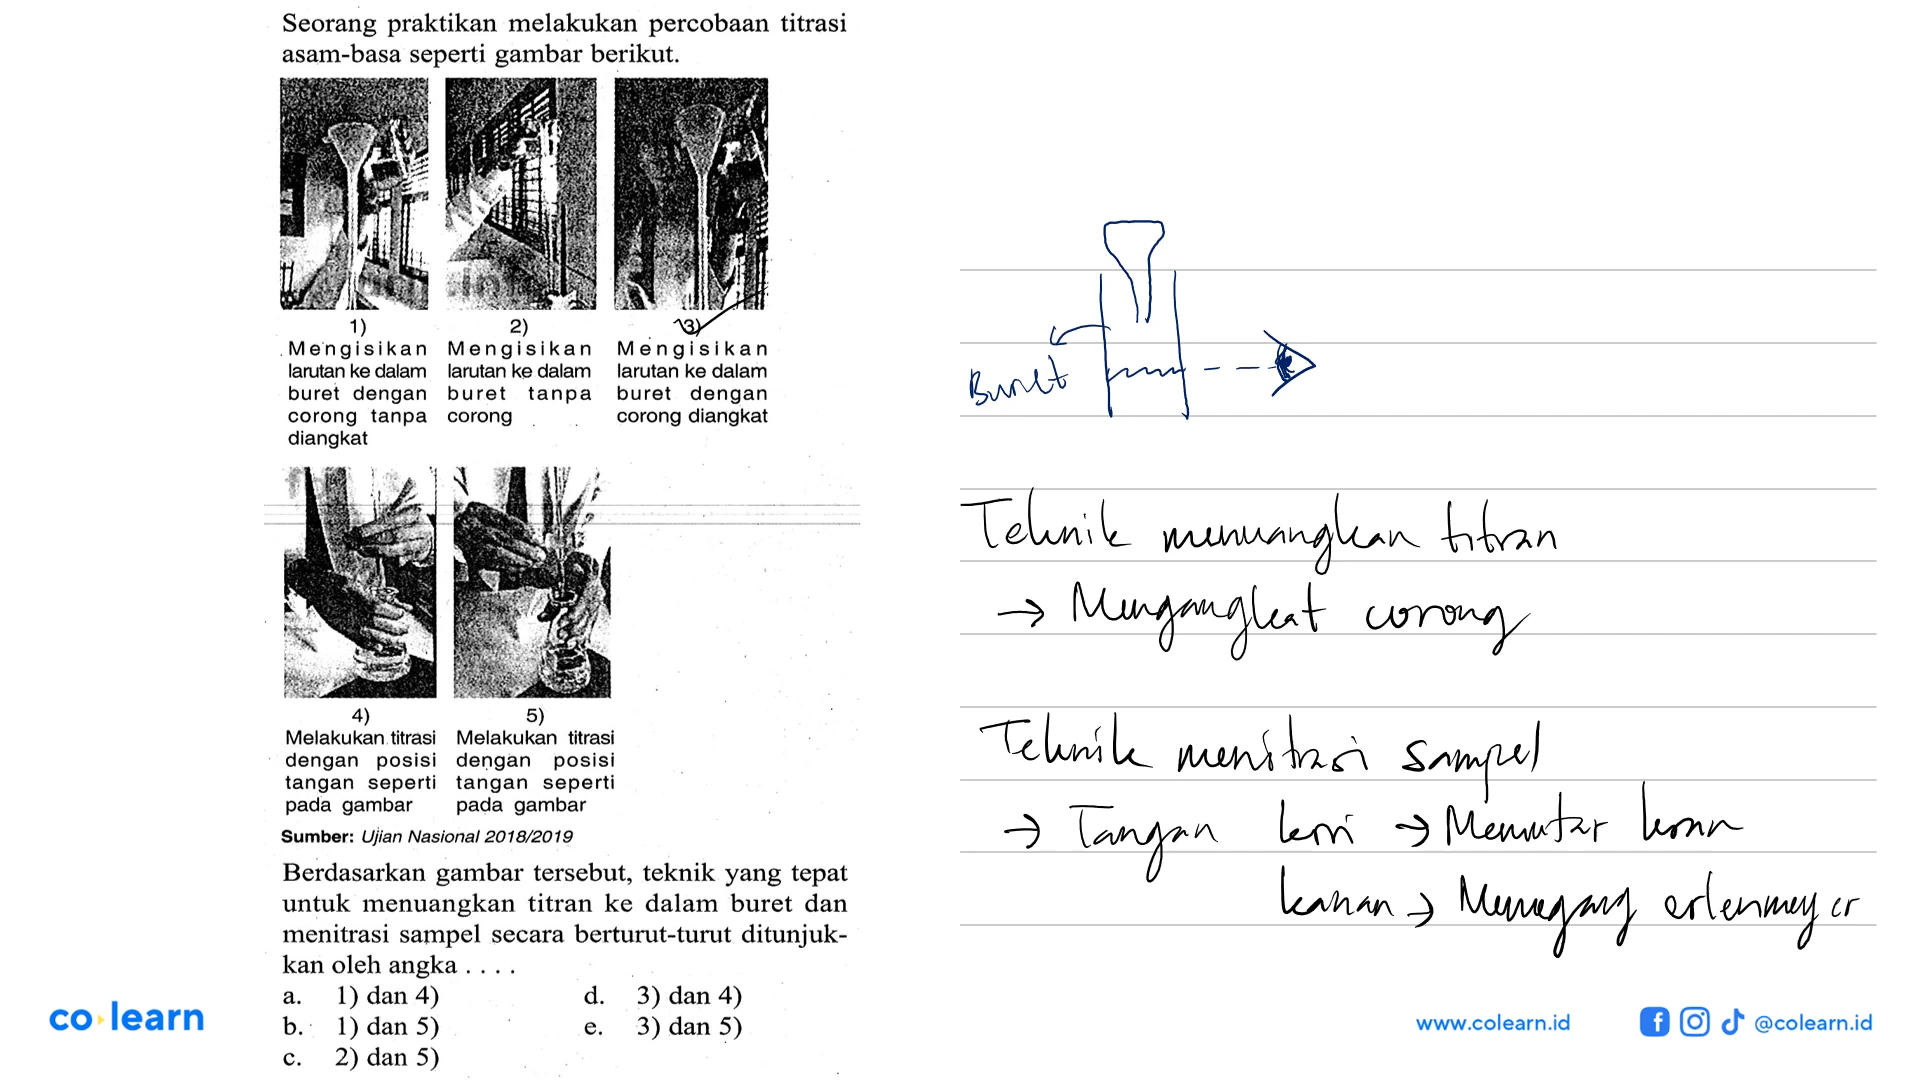 Seorang praktikan melakukan percobaan titrasi
asam-basa seperti gambar berikut.
1)
Mengisikan
larutan ke dalam
buret dengan
corong tanpa
diangkat
2)
Mengisikan
larutan ke dalam
buret tanpa
corong
3)
Mengisikan
larutan ke dalam
buret dengan
corong diangkat
4)
Melakukan titrasi
dengan posisi
tangan seperti
pada gambar
5)
Melakukan titrasi
dengan posisi
tangan seperti
pada gambar
Sumber: Ujian Nasional 2018/2019
Berdasarkan gambar tersebut, teknik yang tepat
untuk menuangkan titran ke dalam buret dan
menitrasi sampel secara berturut-turut ditunjuk-
kan oleh angka . . . .
a. 1) dan 4)
b. 1) dan 5)
c. 2) dan 5)
d. 3) dan 4)
e. 3) dan 5)
Buret
Teknik menuangkan titran
→ Mengangkat corong
Teknik menitrasi sampel
→ Tangan kiri → Memutar kran
kanan → Memegang erlenmeyer
co learn
www.colearn.id
@colearn.id